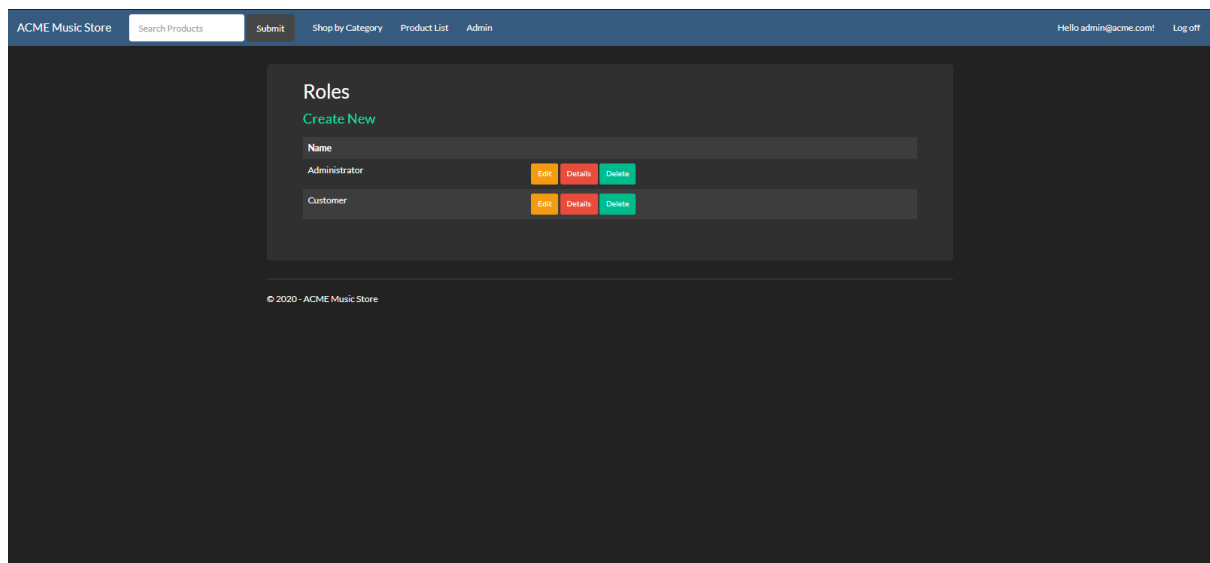 ACME Music Store Search Products Submit Shop by Category Product List Admin Hello admin@acme.com! Log off
Roles
Create New
Name
Administrator Edit Details Delete
Customer Edit Details Delete
© 2020 - ACME Music Store